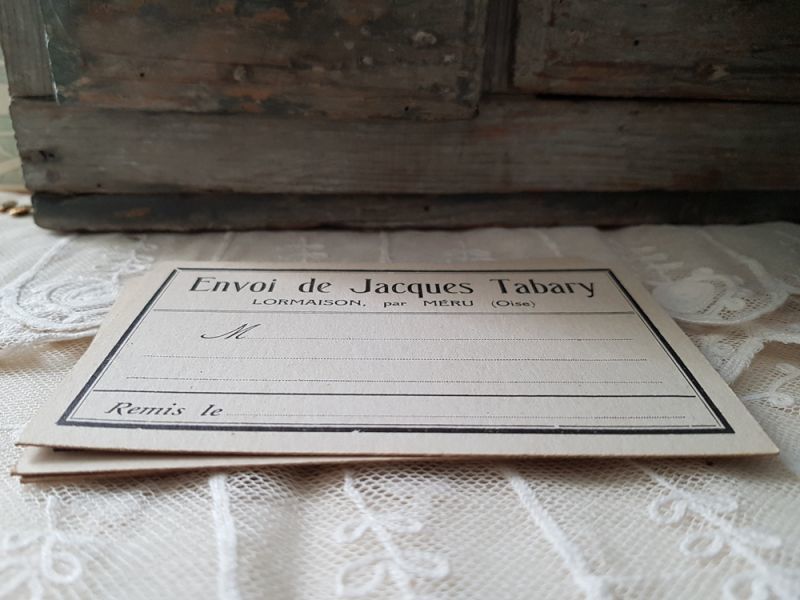 Envoi de Jacques Tabary
LORMAISON, par MÉRU (Oise)
M
Remis le